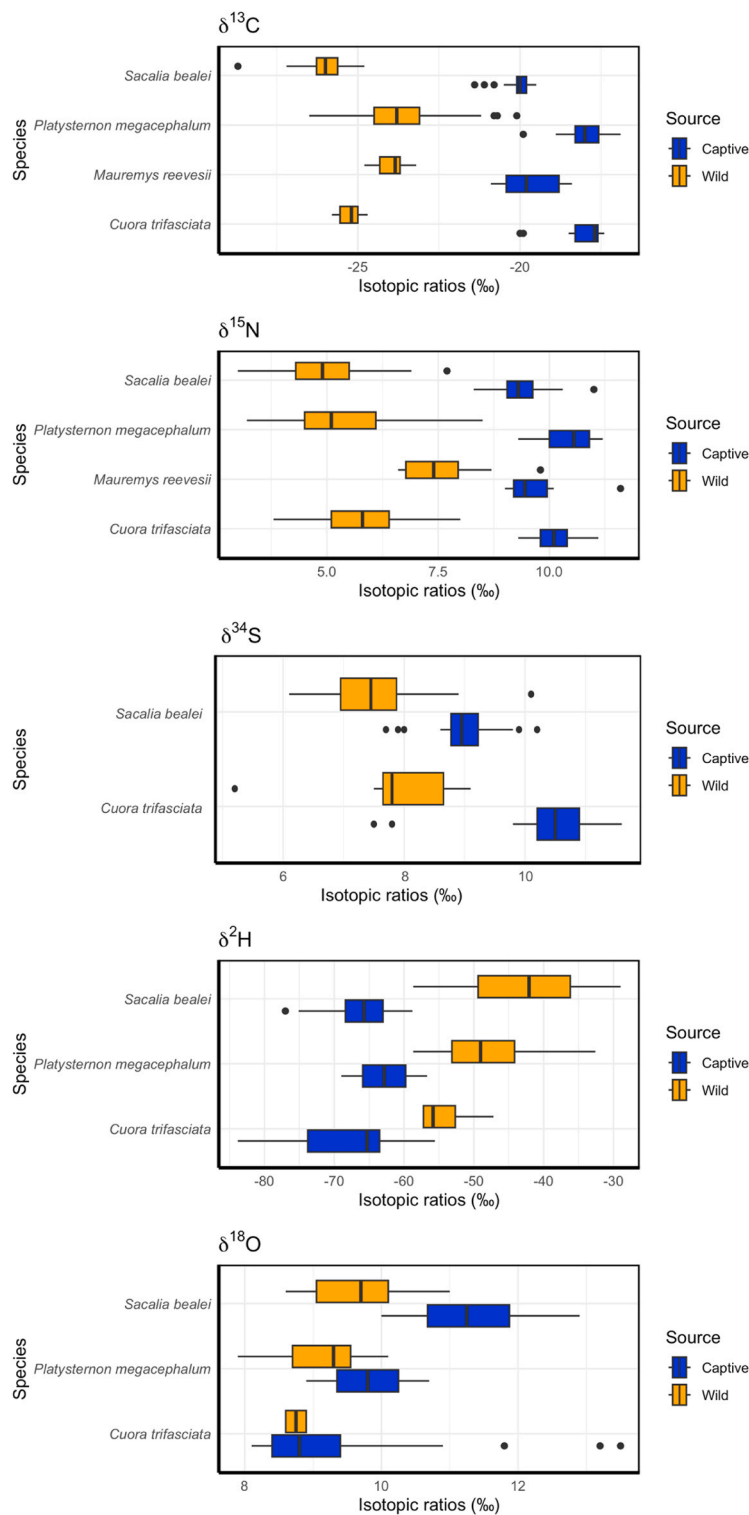 δ¹³C
Sacalia bealei
Platysternon megacephalum
Mauremys reevesii
Cuora trifasciata
Species
-25 -20
Isotopic ratios (‰)
Source
Captive
Wild
δ¹⁵N
Sacalia bealei
Platysternon megacephalum
Mauremys reevesii
Cuora trifasciata
Species
5.0 7.5 10.0
Isotopic ratios (‰)
Source
Captive
Wild
δ³⁴S
Sacalia bealei
Cuora trifasciata
Species
6 8 10
Isotopic ratios (‰)
Source
Captive
Wild
δ²H
Sacalia bealei
Platysternon megacephalum
Cuora trifasciata
Species
-80 -70 -60 -50 -40 -30
Isotopic ratios (‰)
Source
Captive
Wild
δ¹⁸O
Sacalia bealei
Platysternon megacephalum
Cuora trifasciata
Species
8 10 12
Isotopic ratios (‰)
Source
Captive
Wild